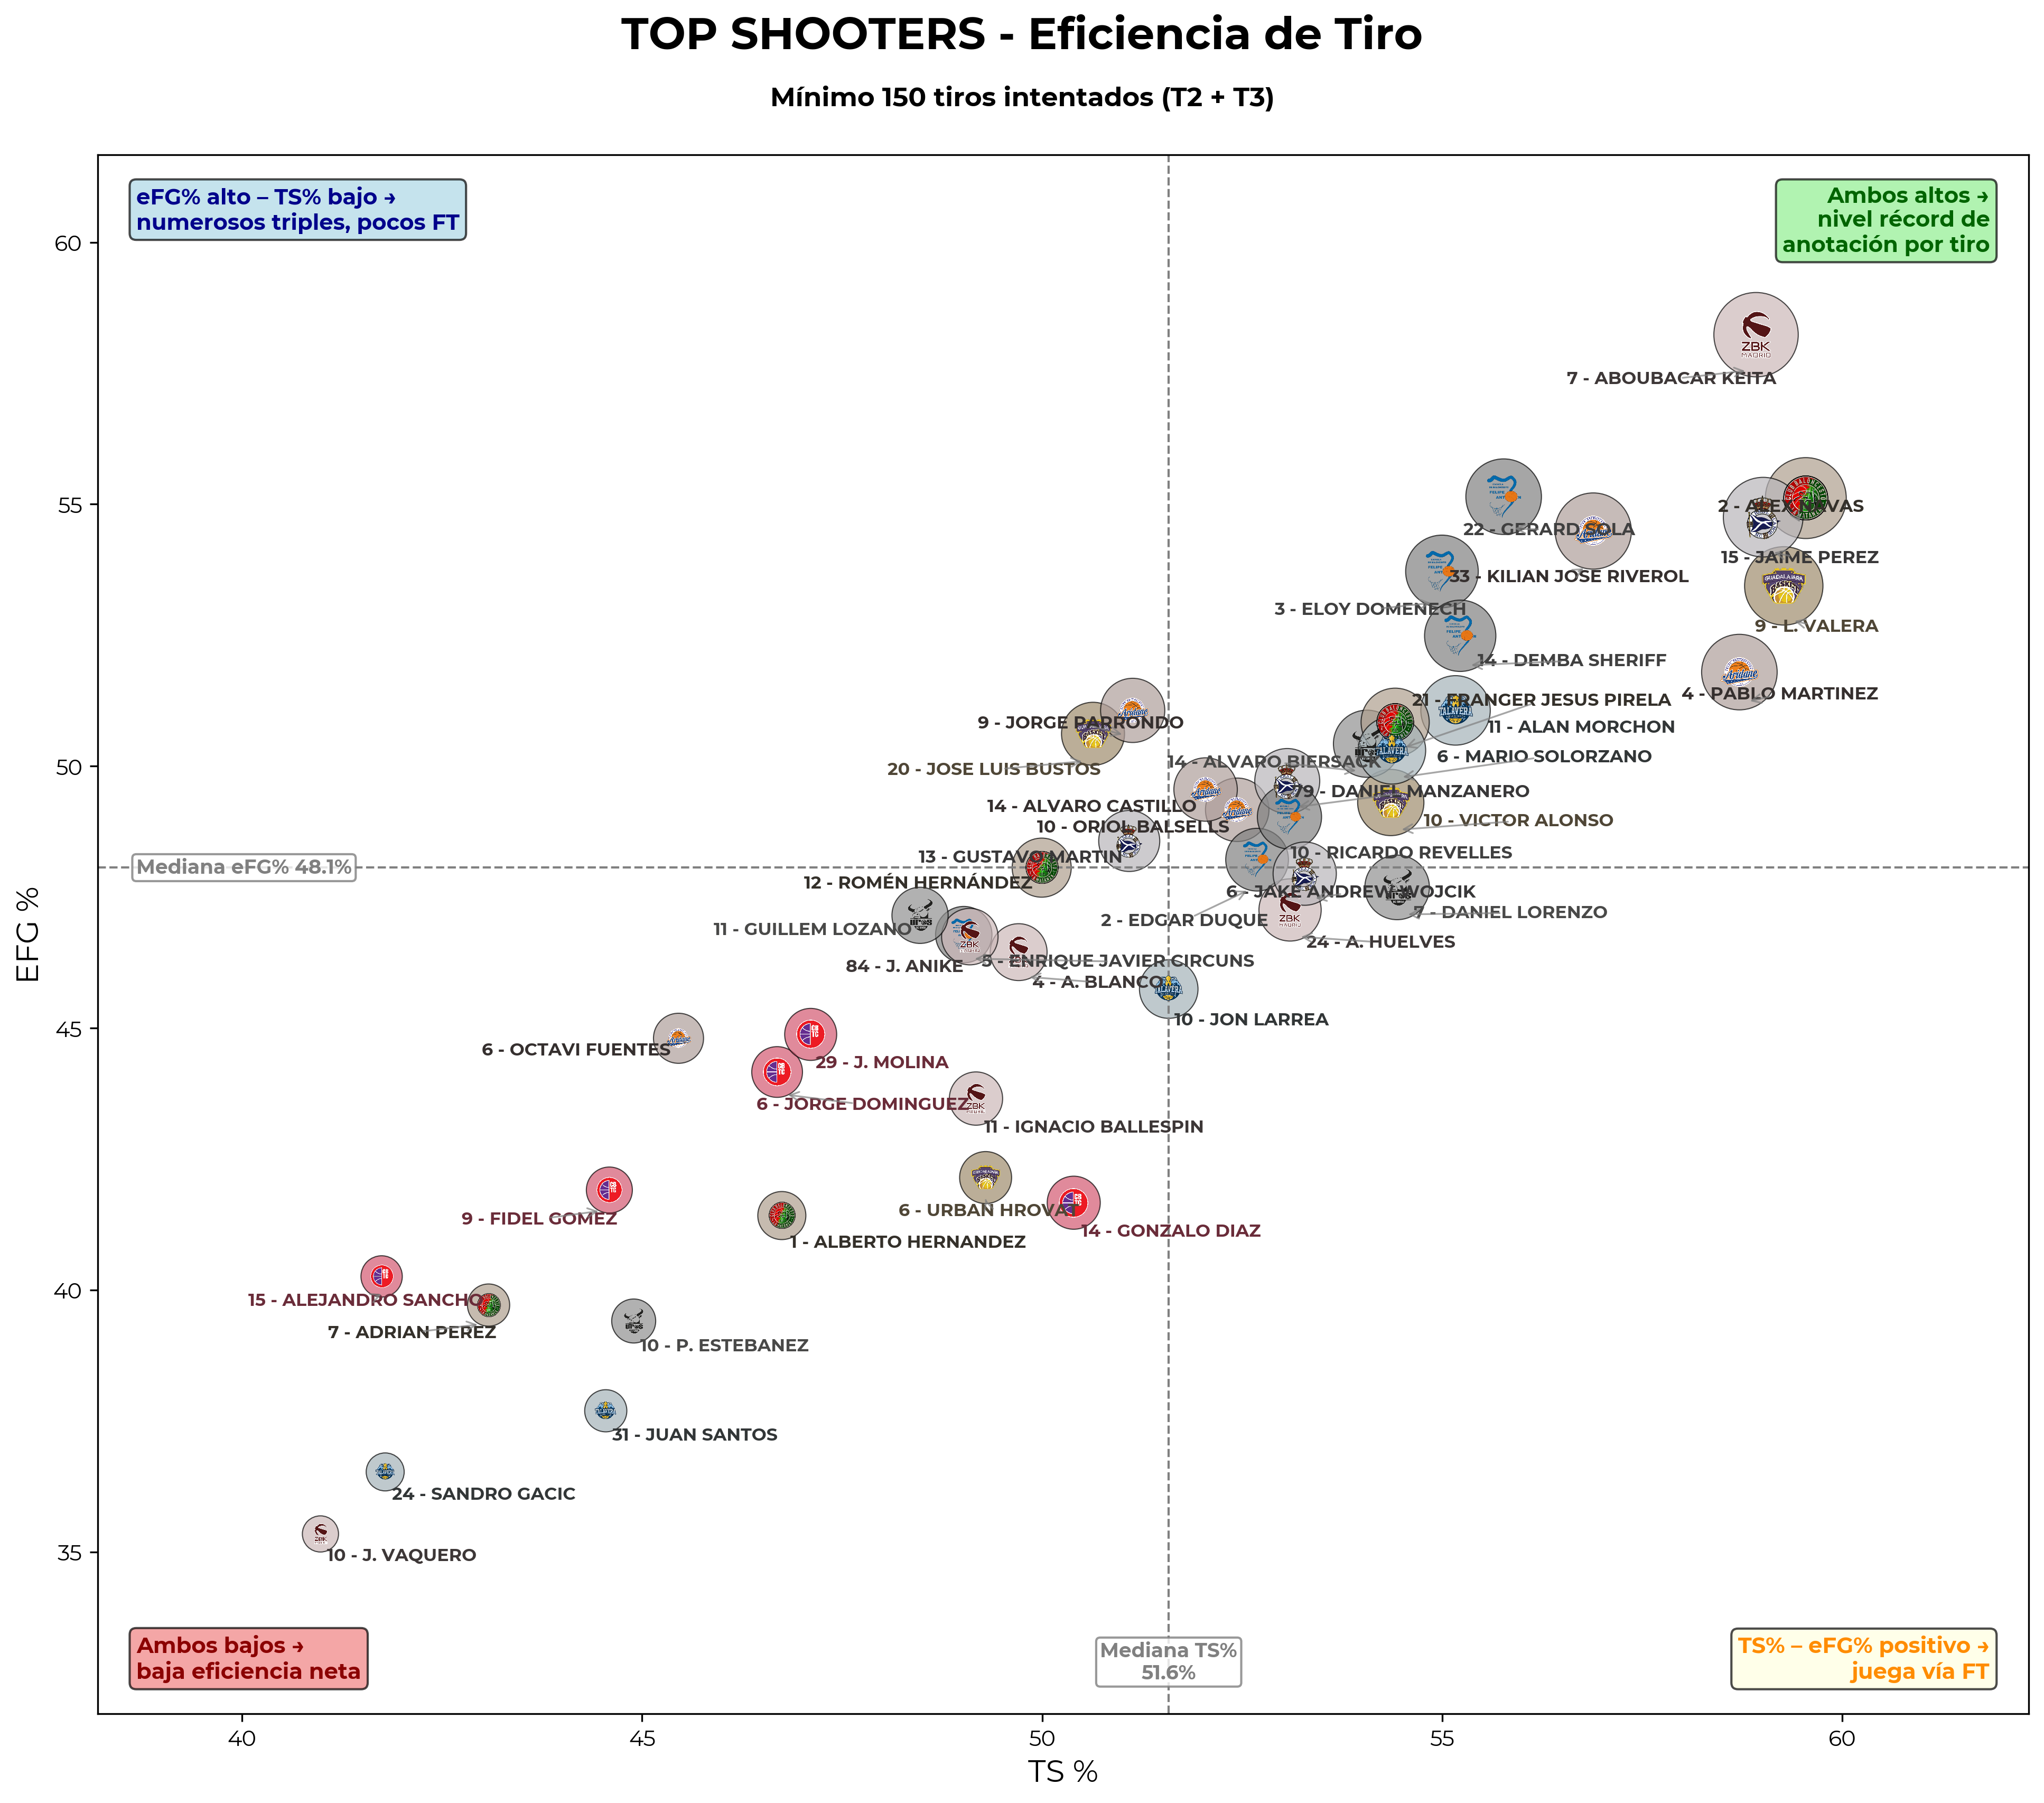 TOP SHOOTERS - Eficiencia de Tiro
Mínimo 150 tiros intentados (T2 + T3)
eFG% alto – TS% bajo →
numerosos triples, pocos FT
Ambos altos →
nivel récord de
anotación por tiro
60
ZBK
MADRID
7 - ABOUBACAR KEITA
55
2 - ALEX NAVAS
22 - GERARD SOLA
15 - JAIME PEREZ
33 - KILIAN JOSE RIVEROL
3 - ELOY DOMENECH
9 - L. VALERA
14 - DEMBA SHERIFF
4 - PABLO MARTINEZ
21 - FRANGER JESUS PIRELA
9 - JORGE PARRONDO
11 - ALAN MORCHON
6 - MARIO SOLORZANO
14 - ALVARO BIERSACK
50
20 - JOSE LUIS BUSTOS
79 - DANIEL MANZANERO
14 - ALVARO CASTILLO
10 - VICTOR ALONSO
10 - ORIOL BALSELLS
10 - RICARDO REVELLES
13 - GUSTAVO MARTIN
Mediana eFG% 48.1%
12 - ROMÉN HERNÁNDEZ
6 - JAKE ANDREW WOJCIK
7 - DANIEL LORENZO
2 - EDGAR DUQUE
11 - GUILLEM LOZANO
24 - A. HUELVES
5 - ENRIQUE JAVIER CIRCUNS
84 - J. ANIKE
4 - A. BLANCO
10 - JON LARREA
45
6 - OCTAVI FUENTES
29 - J. MOLINA
6 - JORGE DOMINGUEZ
11 - IGNACIO BALLESPIN
6 - URBAN HROVAT
9 - FIDEL GOMEZ
14 - GONZALO DIAZ
1 - ALBERTO HERNANDEZ
40
15 - ALEJANDRO SANCHO
7 - ADRIAN PEREZ
10 - P. ESTEBANEZ
31 - JUAN SANTOS
24 - SANDRO GACIC
35
10 - J. VAQUERO
EFG %
Ambos bajos →
baja eficiencia neta
Mediana TS%
51.6%
TS% – eFG% positivo →
juega vía FT
40
45
50
55
60
TS %